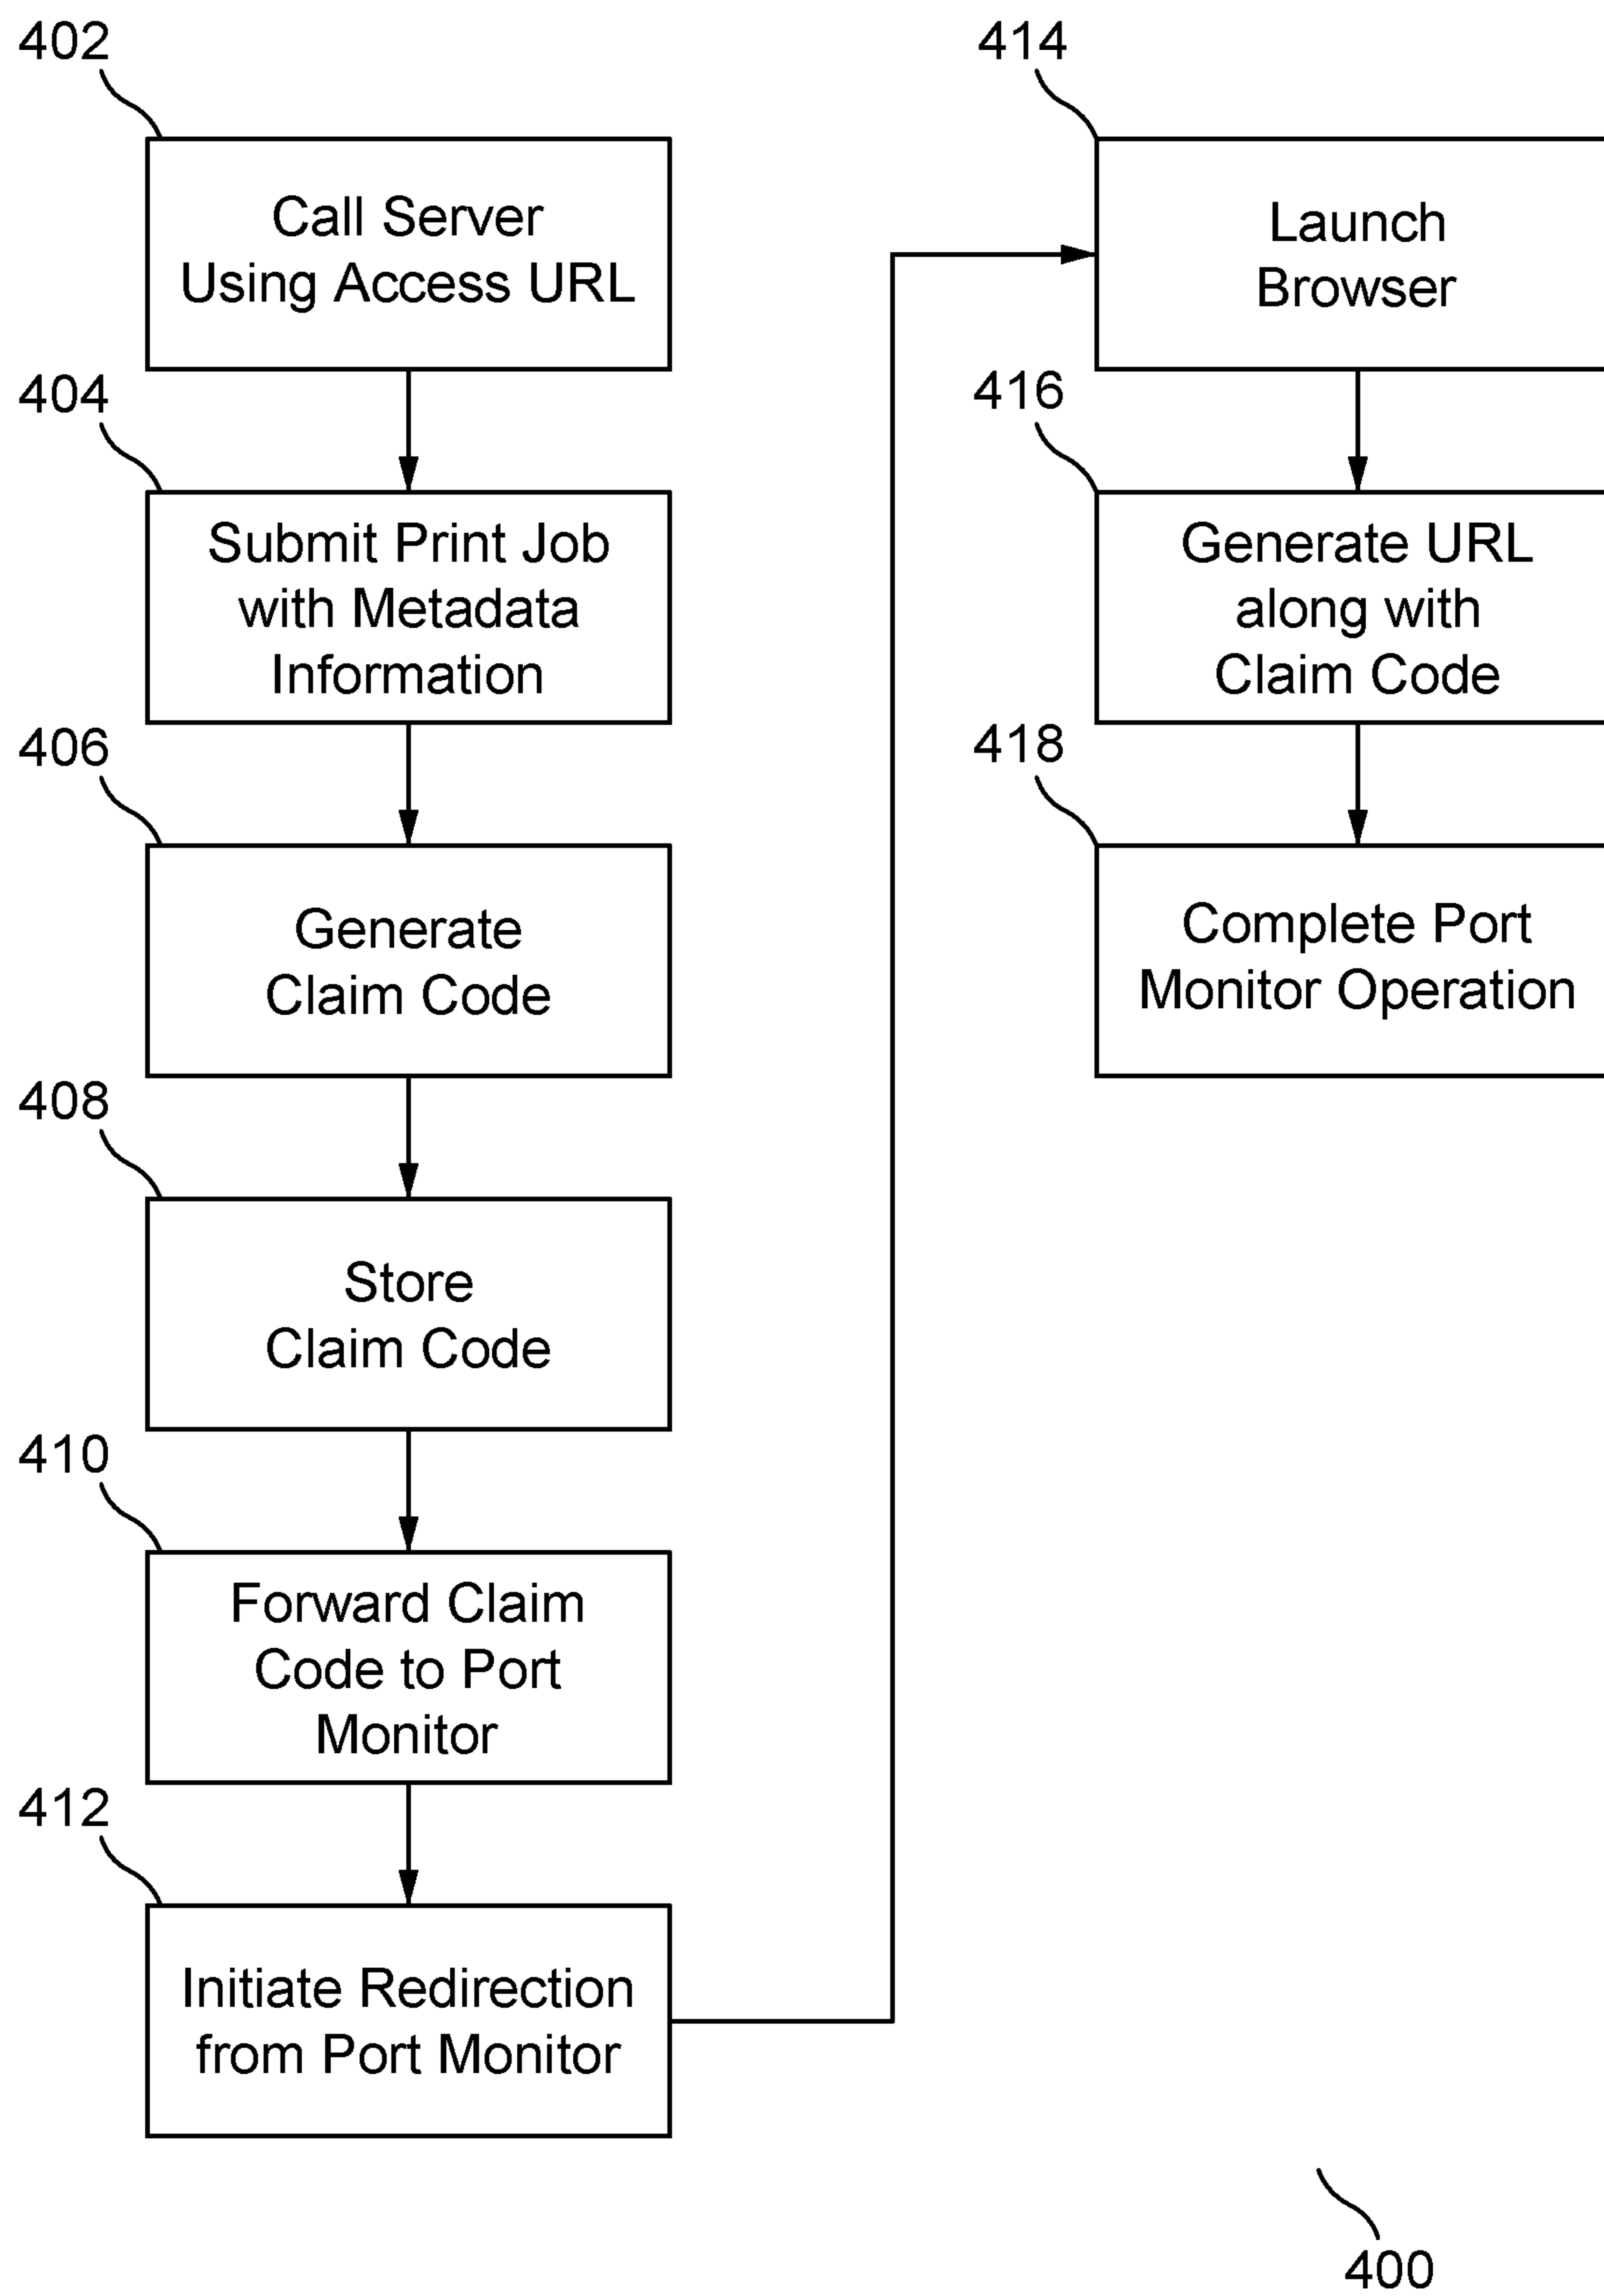 402
Call Server
Using Access URL
404
Submit Print Job
with Metadata
Information
406
Generate
Claim Code
408
Store
Claim Code
410
Forward Claim
Code to Port
Monitor
412
Initiate Redirection
from Port Monitor
414
Launch
Browser
416
Generate URL
along with
Claim Code
418
Complete Port
Monitor Operation
400